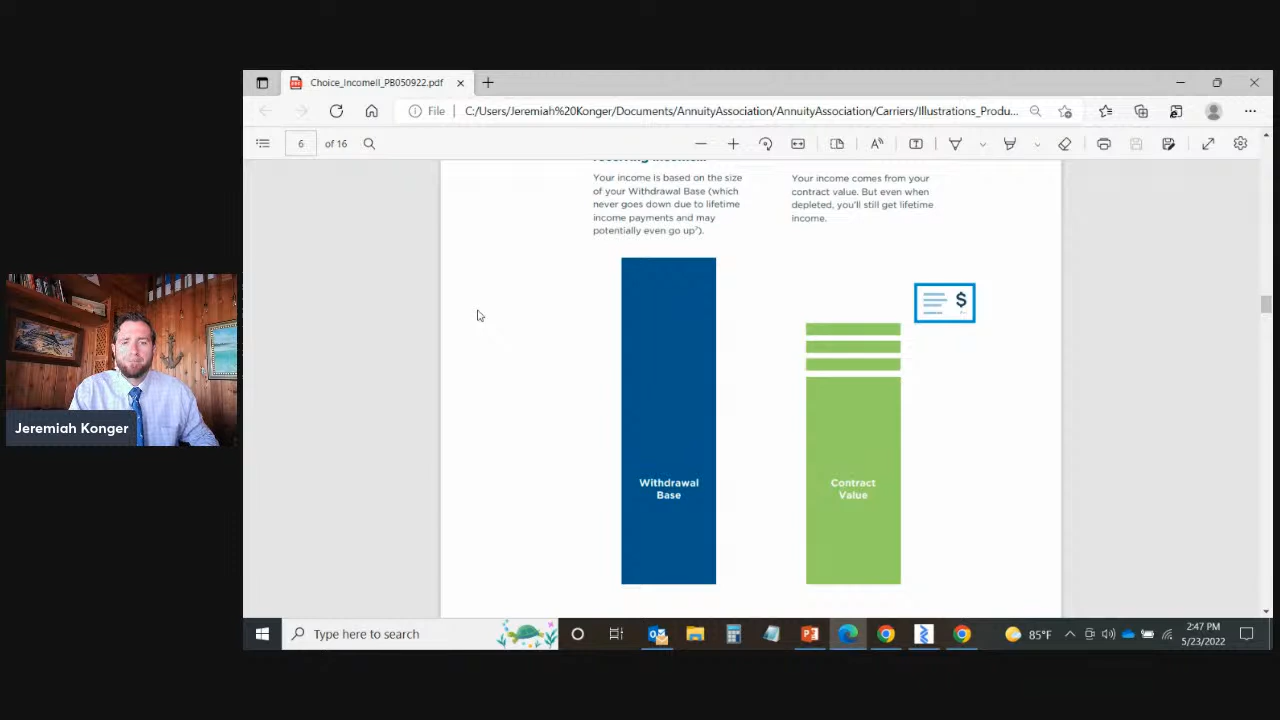 Choice_IncomeII_PB050922.pdf
File
C:/Users/Jeremiah%20Konger/Documents/AnnuityAssociation/AnnuityAssociation/Carriers/Illustrations_Produ...
6 of 16
Your income is based on the size
of your Withdrawal Base (which
never goes down due to lifetime
income payments and may
potentially even go up⁷).
Your income comes from your
contract value. But even when
depleted, you'll still get lifetime
income.
$
Withdrawal
Base
Contract
Value
Jeremiah Konger
Type here to search
85°F
2:47 PM
5/23/2022